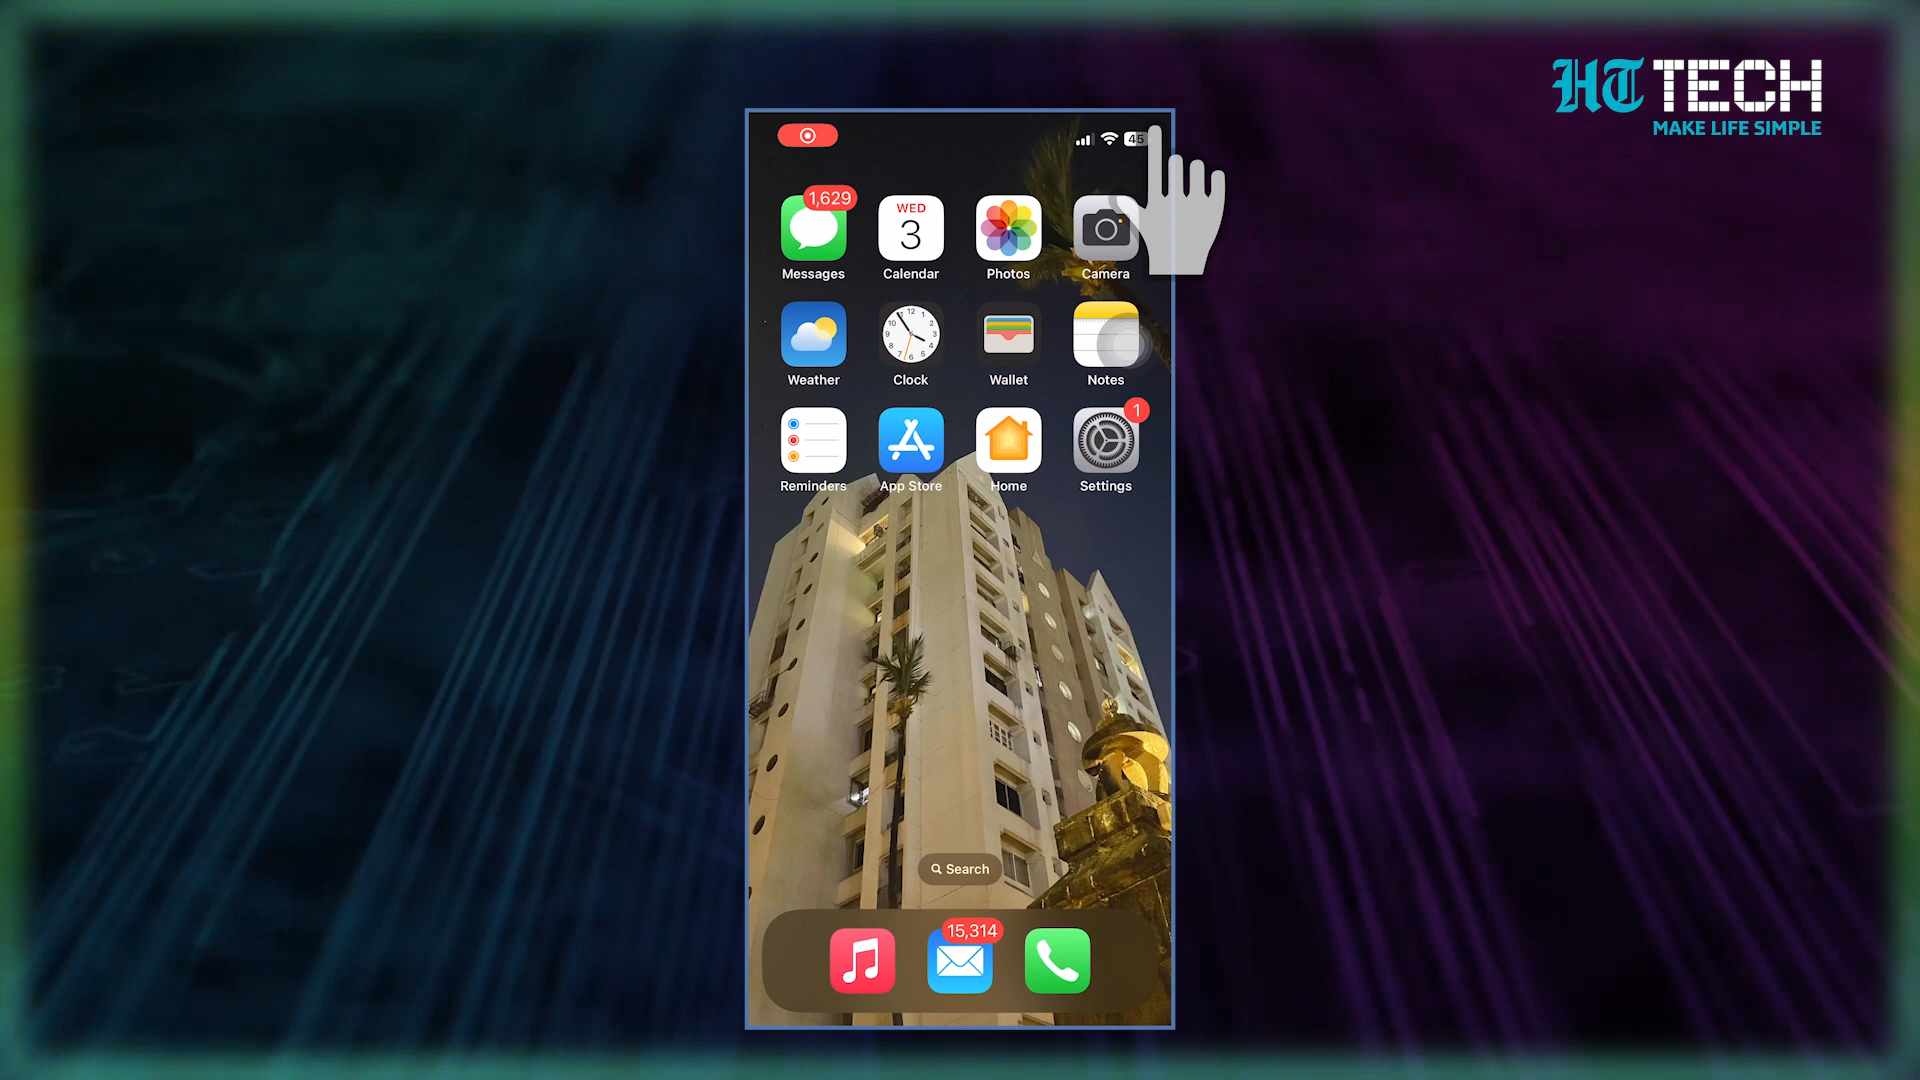 HT TECH
MAKE LIFE SIMPLE
45
1,629
WED
3
Messages
Calendar
Photos
Camera
Weather
Clock
Wallet
Notes
1
Reminders
App Store
Home
Settings
Search
15,314